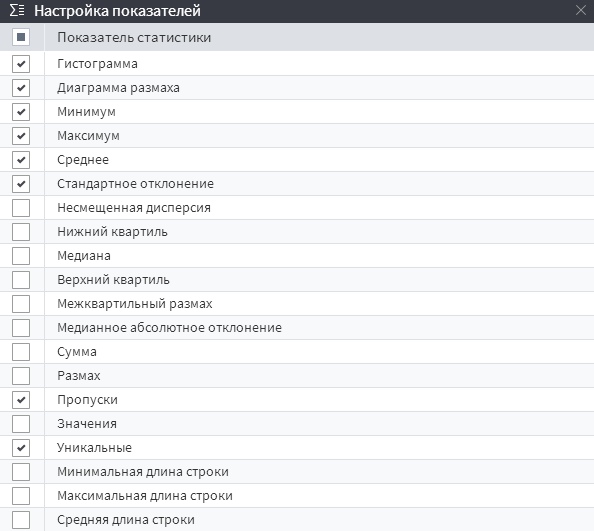 Настройка показателей
Показатель статистики
Гистограмма
Диаграмма размаха
Минимум
Максимум
Среднее
Стандартное отклонение
Несмещенная дисперсия
Нижний квартиль
Медиана
Верхний квартиль
Межквартильный размах
Медианное абсолютное отклонение
Сумма
Размах
Пропуски
Значения
Уникальные
Минимальная длина строки
Максимальная длина строки
Средняя длина строки